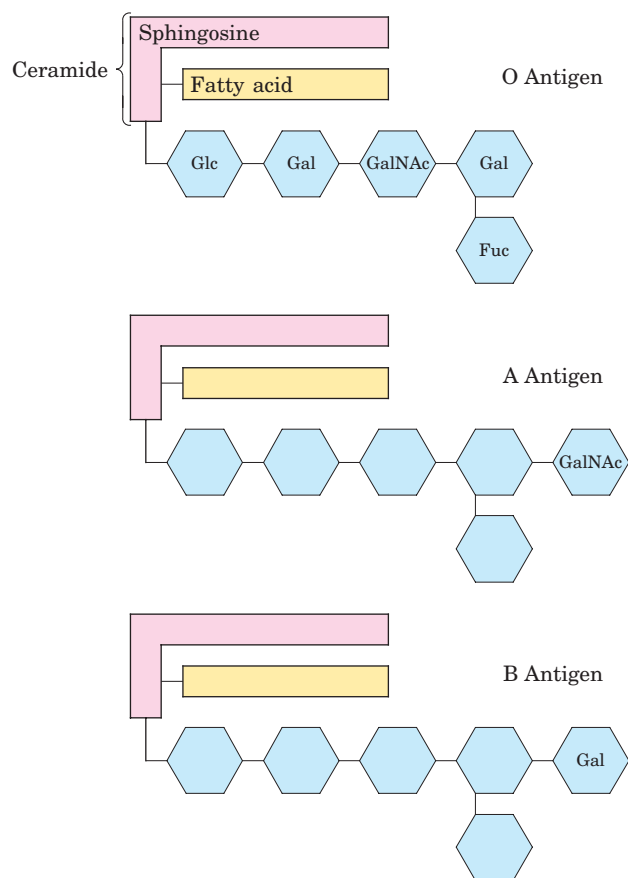 Sphingosine
Ceramide
Fatty acid
O Antigen
Glc
Gal
GalNAc
Gal
Fuc
A Antigen
GalNAc
B Antigen
Gal